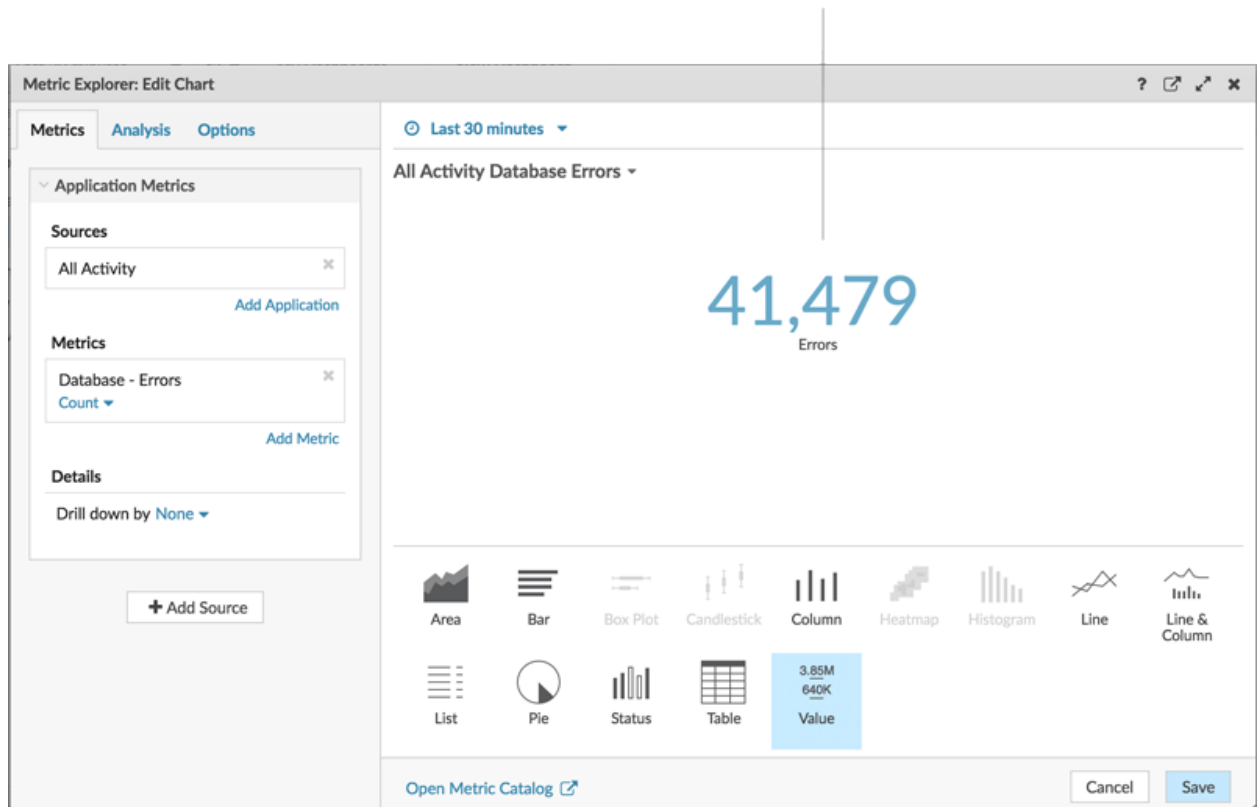 Metric Explorer: Edit Chart
?
Metrics Analysis Options
Last 30 minutes
Application Metrics
All Activity Database Errors
Sources
All Activity
Add Application
41,479
Errors
Metrics
Database - Errors
Count
Add Metric
Details
Drill down by None
+ Add Source
Area Bar Box Plot Candlestick Column Heatmap Histogram Line Line &
Column
3.85M
640K
List Pie Status Table Value
Open Metric Catalog
Cancel Save